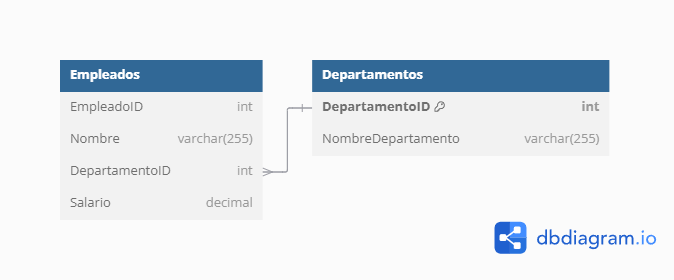 Empleados
EmpleadoID int
Nombre varchar(255)
DepartamentoID int
Salario decimal
Departamentos
DepartamentoID int
NombreDepartamento varchar(255)
dbdiagram.io